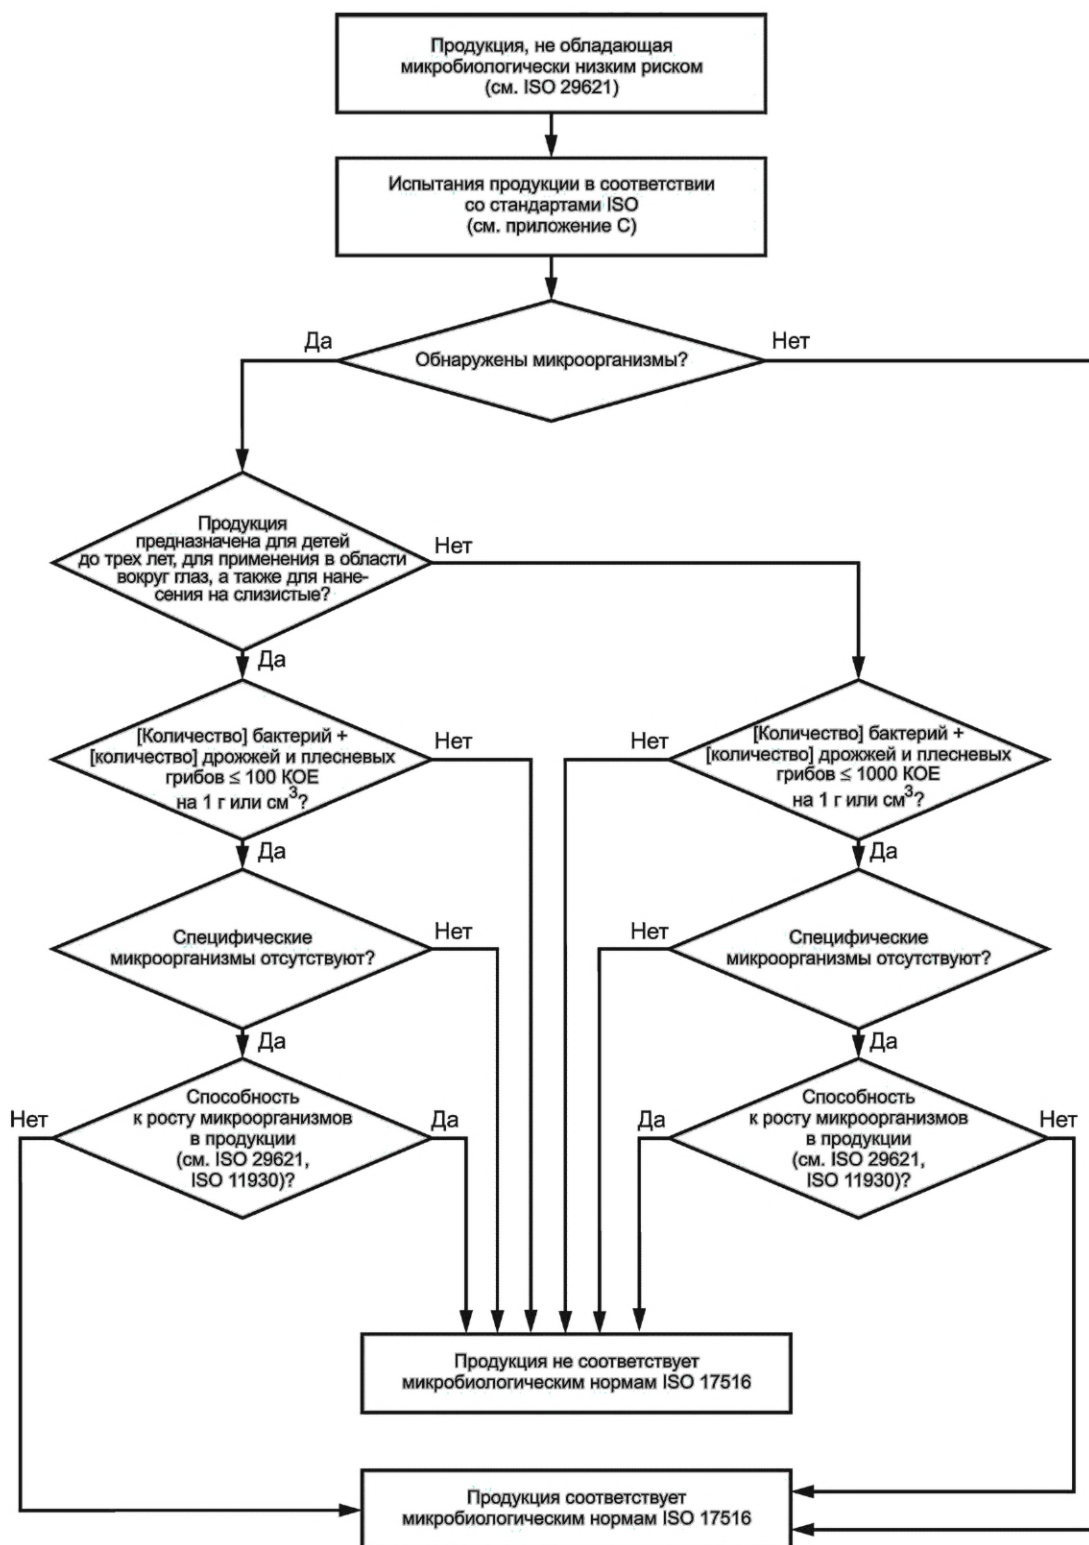 Продукция, не обладающая
микробиологически низким риском
(см. ISO 29621)
Испытания продукции в соответствии
со стандартами ISO
(см. приложение С)
Да
Нет
Обнаружены микроорганизмы?
Продукция
предназначена для детей
до трех лет, для применения в области
вокруг глаз, а также для нане-
сения на слизистые?
Нет
Да
[Количество] бактерий +
[количество] дрожжей и плесневых
грибов ≤ 100 КОЕ
на 1 г или см³?
Нет
Да
Нет
[Количество] бактерий +
[количество] дрожжей и плесневых
грибов ≤ 1000 КОЕ
на 1 г или см³?
Да
Специфические
микроорганизмы отсутствуют?
Нет
Да
Нет
Специфические
микроорганизмы отсутствуют?
Да
Нет
Способность
к росту микроорганизмов
в продукции
(см. ISO 29621,
ISO 11930)?
Да
Да
Способность
к росту микроорганизмов
в продукции
(см. ISO 29621,
ISO 11930)?
Нет
Продукция не соответствует
микробиологическим нормам ISO 17516
Продукция соответствует
микробиологическим нормам ISO 17516